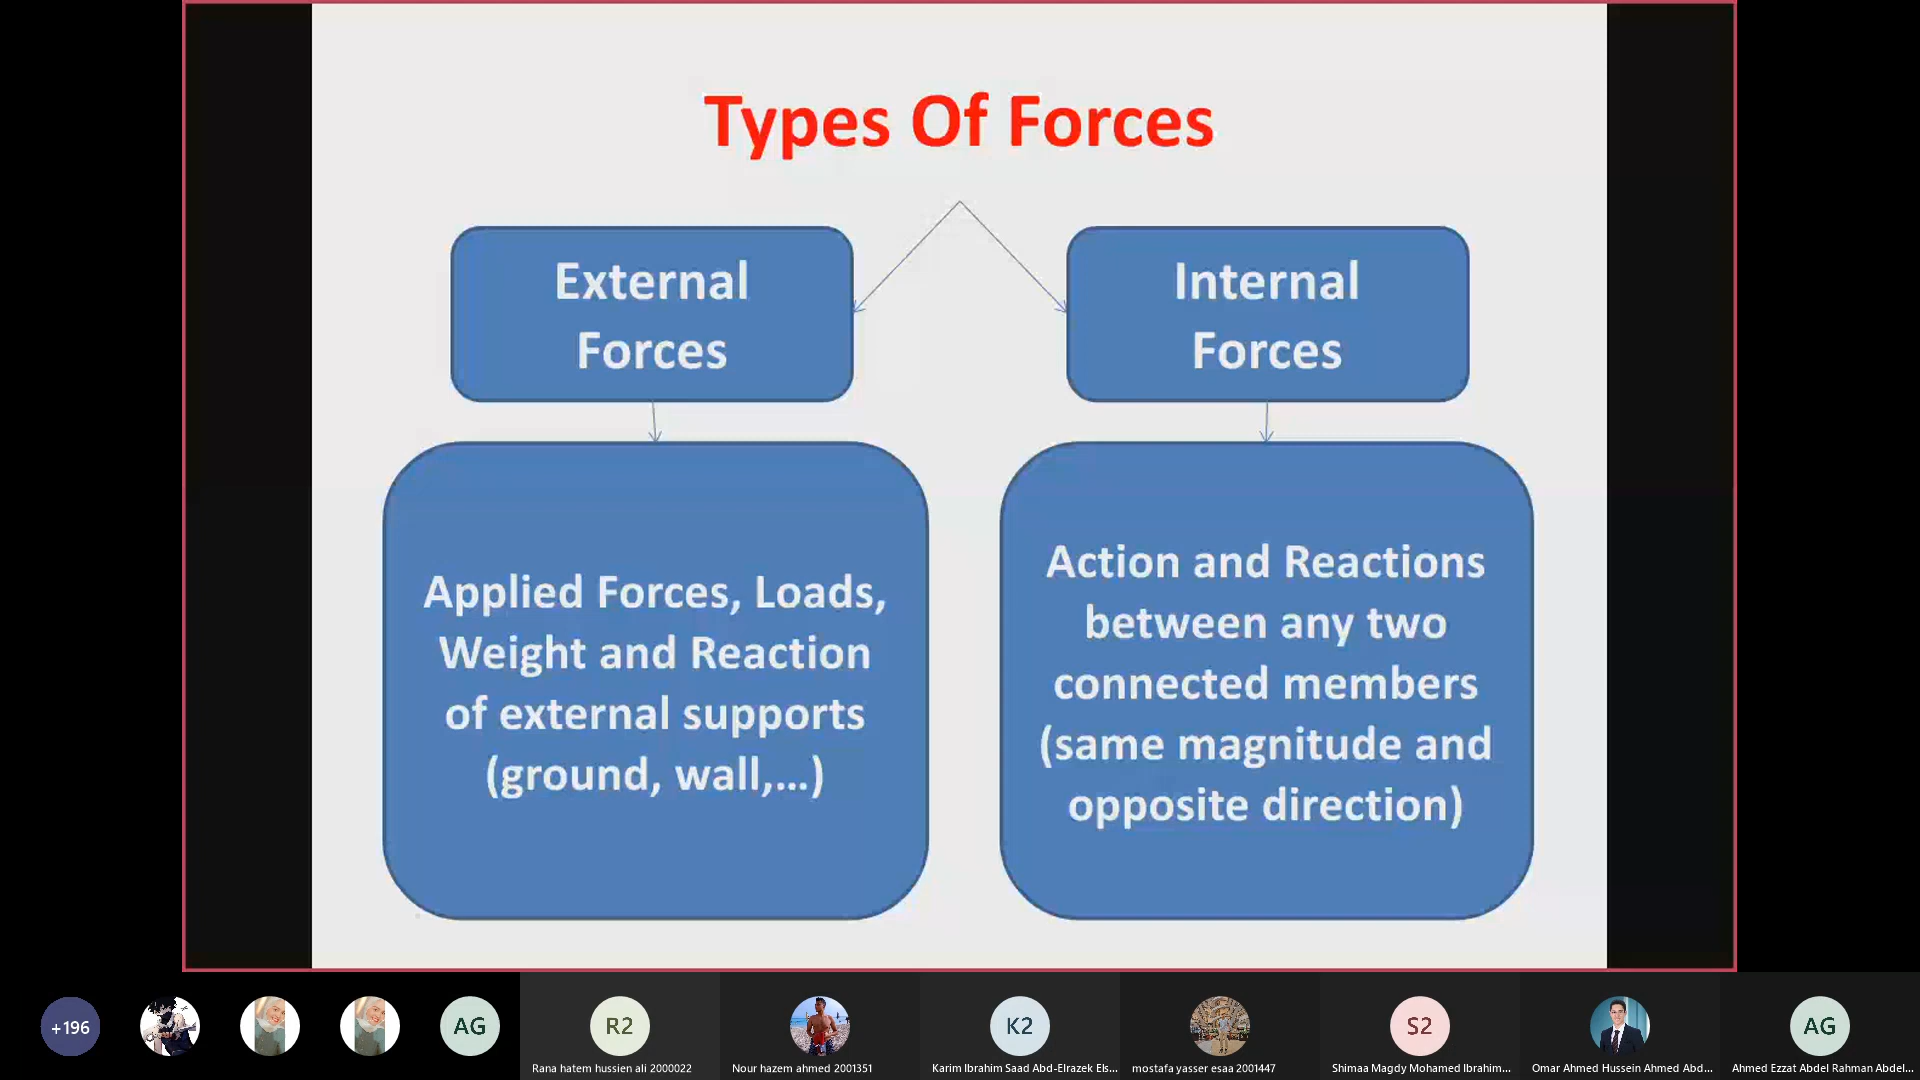 Types Of Forces
External
Forces
Internal
Forces
Applied Forces, Loads,
Weight and Reaction
of external supports
(ground, wall,...)
Action and Reactions
between any two
connected members
(same magnitude and
opposite direction)
+196
AG
R2
K2
S2
AG
Rana hatem hussien ali 2000022
Nour hazem ahmed 2001351
Karim Ibrahim Saad Abd-Elrazek Els...
mostafa yasser esaa 2001447
Shimaa Magdy Mohamed Ibrahim...
Omar Ahmed Hussein Ahmed Abd...
Ahmed Ezzat Abdel Rahman Abdel...